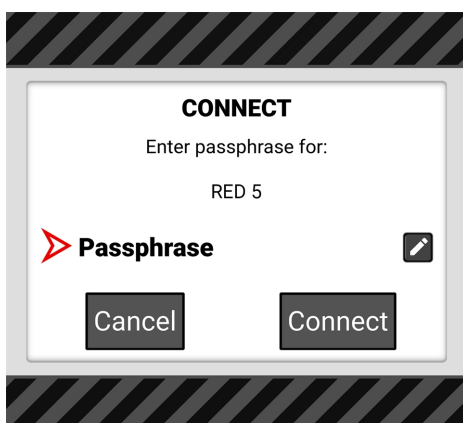 CONNECT
Enter passphrase for:
RED 5
Passphrase
Cancel Connect